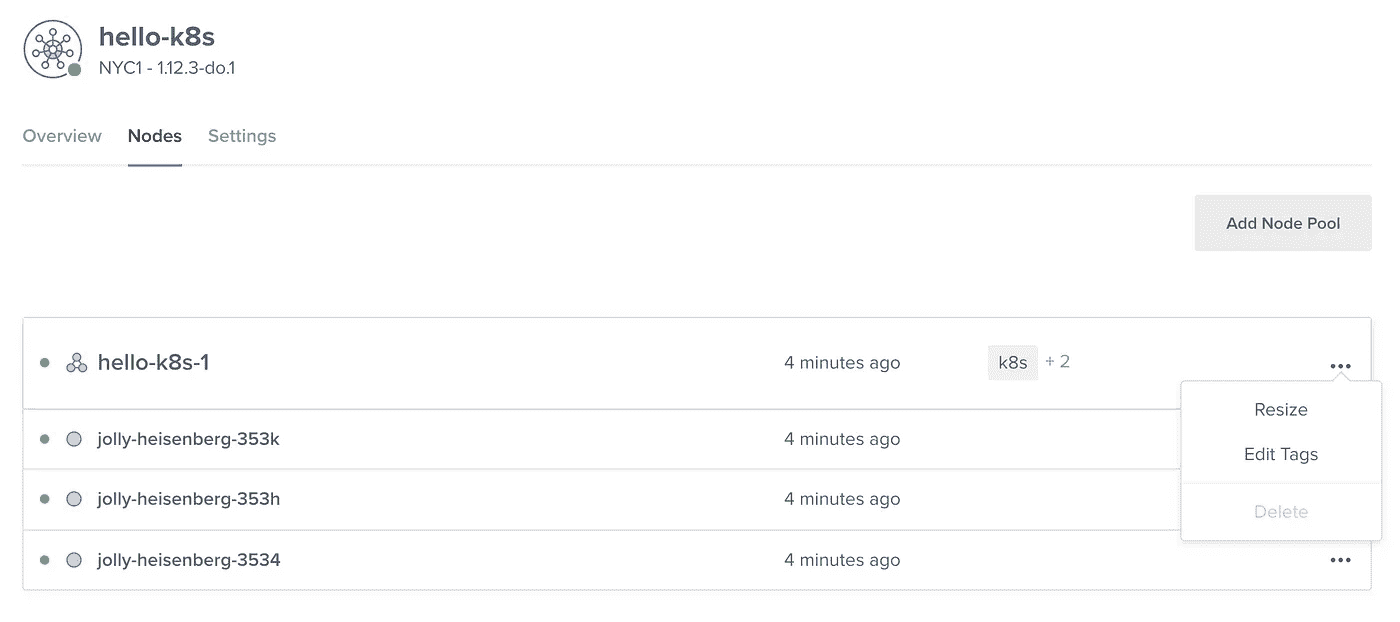 hello-k8s
NYC1 - 1.12.3-do.1
Overview Nodes Settings
Add Node Pool
hello-k8s-1 4 minutes ago k8s + 2
Resize
jolly-heisenberg-353k 4 minutes ago
Edit Tags
jolly-heisenberg-353h 4 minutes ago
Delete
jolly-heisenberg-3534 4 minutes ago